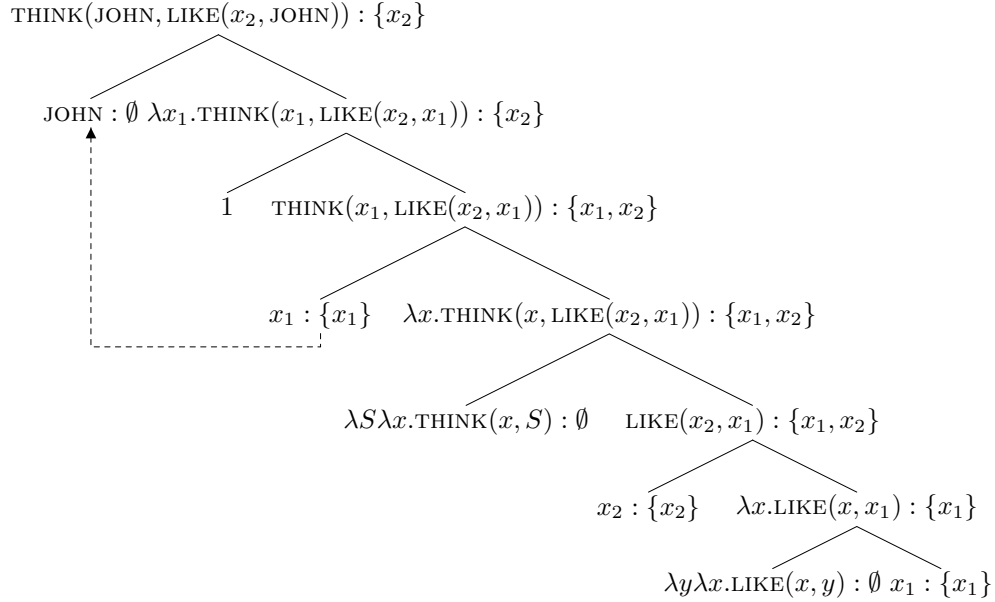 THINK(JOHN, LIKE(x₂, JOHN)) : {x₂}
JOHN : ∅ λx₁.THINK(x₁, LIKE(x₂, x₁)) : {x₂}
1 THINK(x₁, LIKE(x₂, x₁)) : {x₁, x₂}
x₁ : {x₁} λx.THINK(x, LIKE(x₂, x₁)) : {x₁, x₂}
λSλx.THINK(x, S) : ∅ LIKE(x₂, x₁) : {x₁, x₂}
x₂ : {x₂} λx.LIKE(x, x₁) : {x₁}
λyλx.LIKE(x, y) : ∅ x₁ : {x₁}